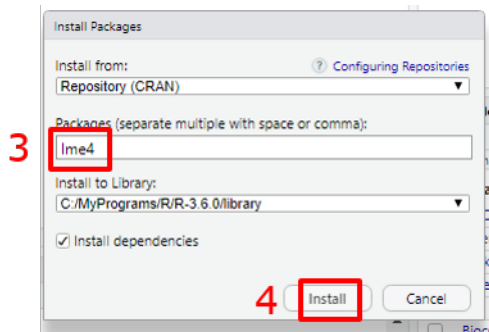 Install Packages
Install from:
? Configuring Repositories
Repository (CRAN)
Packages (separate multiple with space or comma):
3
lme4
Install to Library:
C:/MyPrograms/R/R-3.6.0/library
Install dependencies
4
Install
Cancel